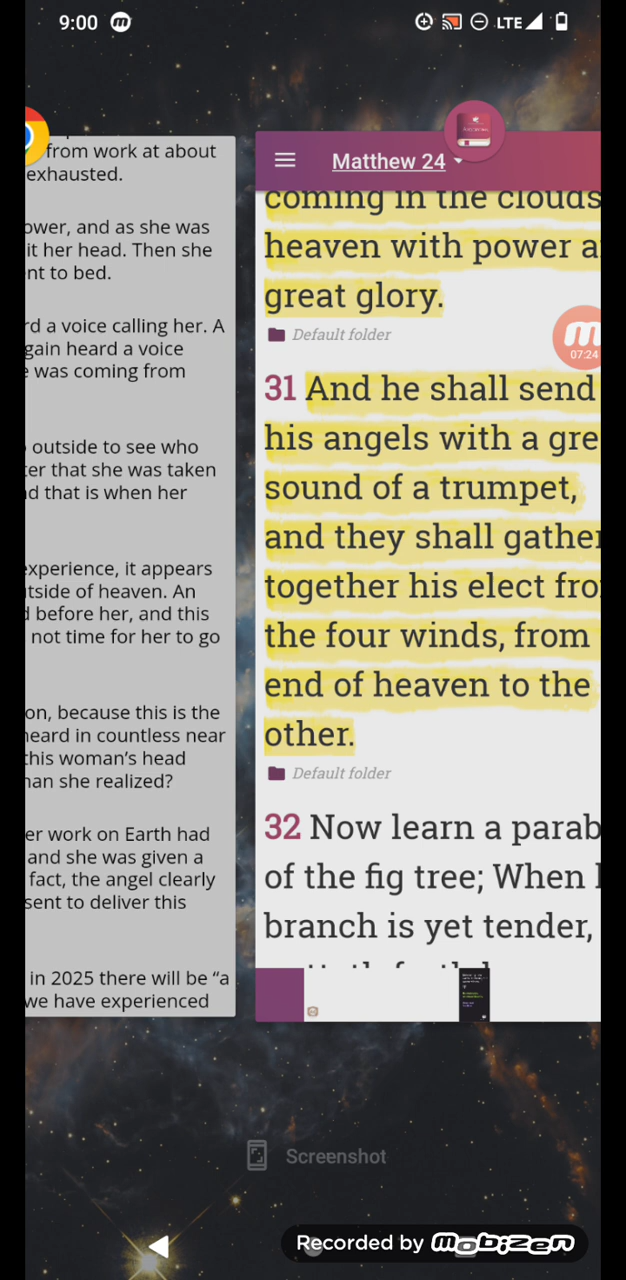 9:00
LTE
from work at about
exhausted.
ower, and as she was
it her head. Then she
ent to bed.
rd a voice calling her. A
gain heard a voice
e was coming from
outside to see who
ter that she was taken
d that is when her
experience, it appears
tside of heaven. An
d before her, and this
not time for her to go
on, because this is the
heard in countless near
this woman's head
han she realized?
er work on Earth had
and she was given a
fact, the angel clearly
sent to deliver this
in 2025 there will be “a
we have experienced
Matthew 24
coming in the clouds
heaven with power a
great glory.
Default folder
07:24
31 And he shall send
his angels with a gre
sound of a trumpet,
and they shall gather
together his elect fro
the four winds, from
end of heaven to the
other.
Default folder
32 Now learn a parab
of the fig tree; When
branch is yet tender,
Screenshot
Recorded by mobizen